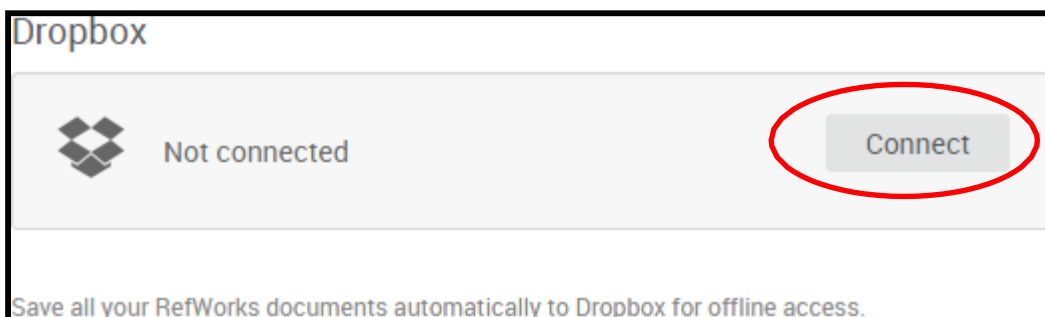 Dropbox
Not connected
Connect
Save all your RefWorks documents automatically to Dropbox for offline access.